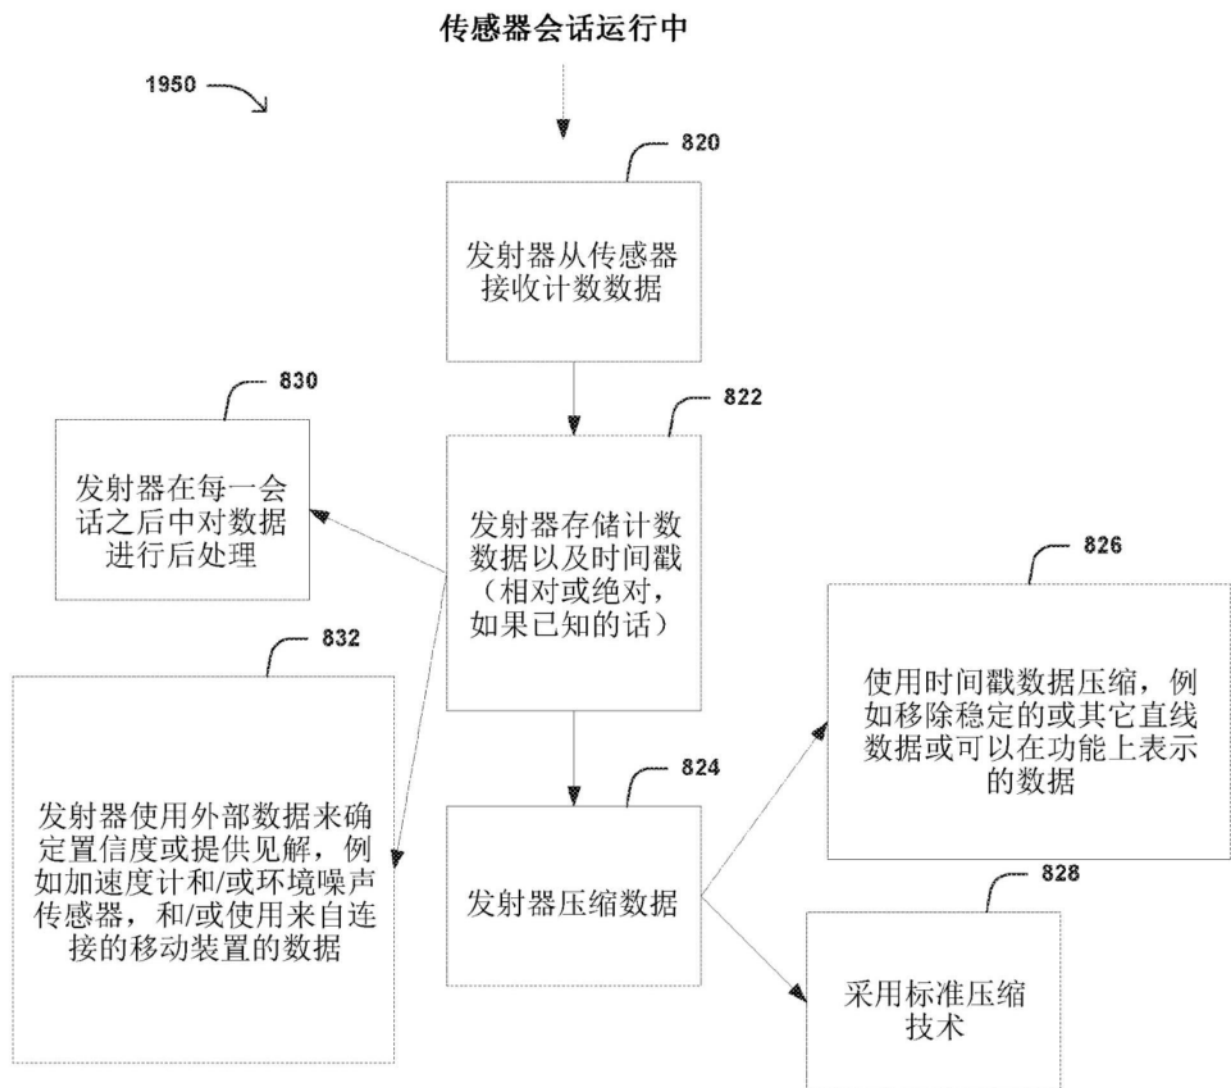 传感器会话运行中
1950
820
发射器从传感器
接收计数数据
830
发射器在每一会
话之后中对数据
进行后处理
822
发射器存储计数
数据以及时间戳
（相对或绝对，
如果已知的话）
832
发射器使用外部数据来确
定置信度或提供见解，例
如加速度计和/或环境噪声
传感器，和/或使用来自连
接的移动装置的数据
824
发射器压缩数据
826
使用时间戳数据压缩，例
如移除稳定的或其它直线
数据或可以在功能上表示
的数据
828
采用标准压缩
技术